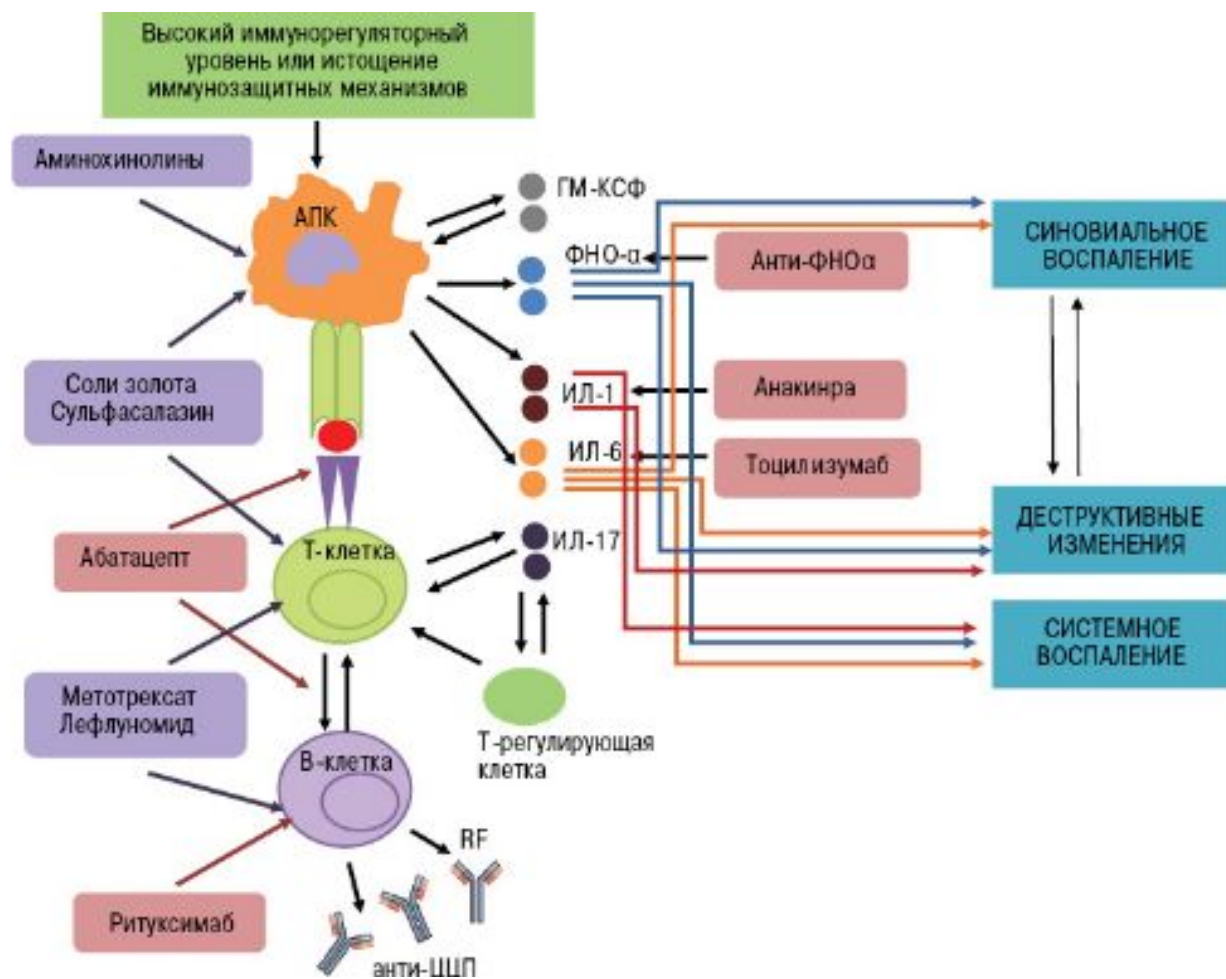 Высокий иммунорегуляторный
уровень или истощение
иммунозащитных механизмов
Аминохинолины
АПК
ГМ-КСФ
ФНО-α
Анти-ФНОα
СИНОВИАЛЬНОЕ
ВОСПАЛЕНИЕ
Соли золота
Сульфасалазин
ИЛ-1
Анакинра
ИЛ-6
Тоцилизумаб
Абатацепт
Т-клетка
ИЛ-17
ДЕСТРУКТИВНЫЕ
ИЗМЕНЕНИЯ
СИСТЕМНОЕ
ВОСПАЛЕНИЕ
Метотрексат
Лефлуномид
Т-регулирующая
клетка
В-клетка
RF
Ритуксимаб
анти-ЦЦП